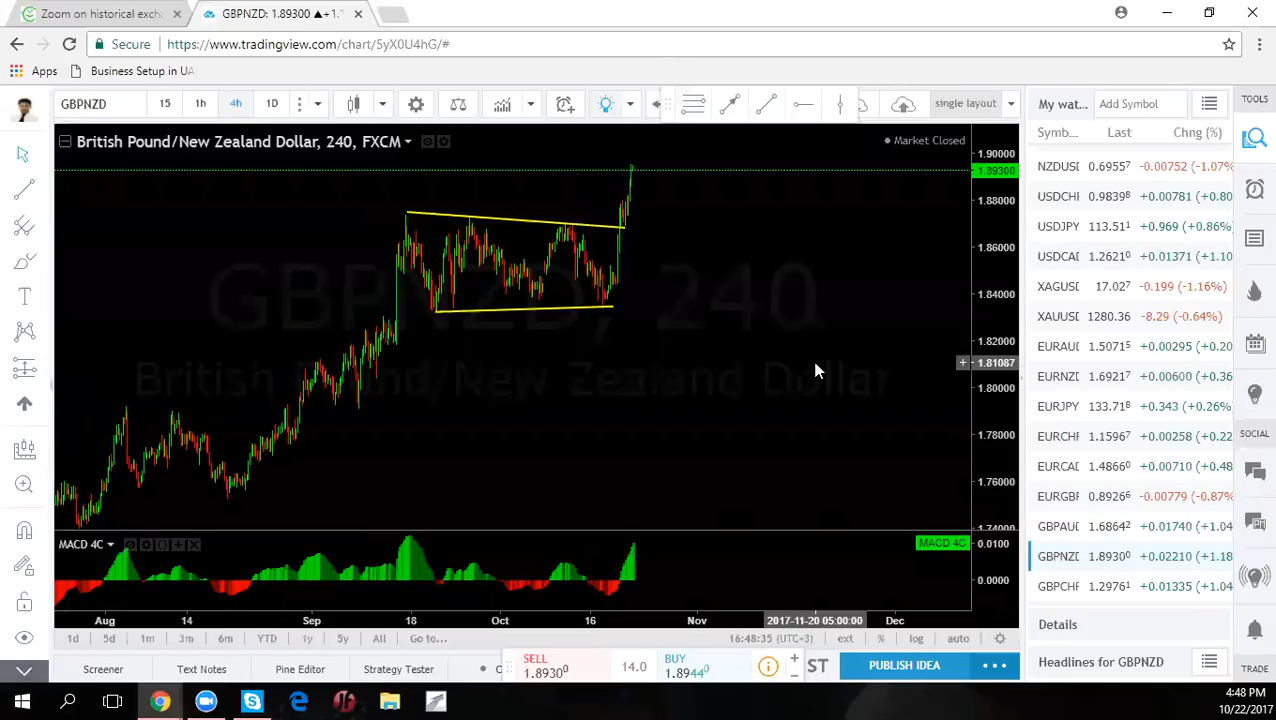 Zoom on historical exch
GBPNZD: 1.89300 ▲+1.1
Secure
https://www.tradingview.com/chart/5yX0U4hG/#
Apps
Business Setup in UA
GBPNZD
15
1h
4h
1D
single layout
My wat
Add Symbol
TOOLS
British Pound/New Zealand Dollar, 240, FXCM
Market Closed
GBPNZD, 240
British Pound/New Zealand Dollar
1.90000
1.89300
1.88000
1.86000
1.84000
1.82000
1.81087
1.80000
1.78000
1.76000
1.74000
Symb... Last Chng (%)
NZDUSI 0.6955⁷ -0.00752 (-1.07%
USDCHI 0.9839⁸ +0.00781 (+0.80
USDJPY 113.51¹ +0.969 (+0.86%
USDCAI 1.2621⁰ +0.01371 (+1.10
XAGUSI 17.02⁷ -0.199 (-1.16%)
XAUUSI 1280.36 -8.29 (-0.64%)
EURAUI 1.5071⁵ +0.00295 (+0.20
EURNZI 1.6921⁷ +0.00600 (+0.36
EURJPY 133.71⁸ +0.343 (+0.26%
EURCHI 1.1596⁷ +0.00258 (+0.22
EURCAI 1.4866⁰ +0.00710 (+0.48
EURGBI 0.8926⁶ -0.00779 (-0.87%
GBPAUI 1.6864² +0.01740 (+1.04
GBPNZI 1.8930⁰ +0.02210 (+1.18
GBPCHI 1.2976¹ +0.01335 (+1.04
SOCIAL
MACD 4C
MACD 4C
0.0100
0.0000
Aug 14 Sep 18 Oct 16 Nov 2017-11-20 05:00:00 Dec
1d 5d 1m 3m 6m YTD 1y 5y All Go to...
16:48:35 (UTC+3) ext % log auto
Details
Screener
Text Notes
Pine Editor
Strategy Tester
SELL
1.8930⁰
14.0
BUY
1.8944⁰
ST
PUBLISH IDEA
Headlines for GBPNZD
TRADE
4:48 PM
10/22/2017